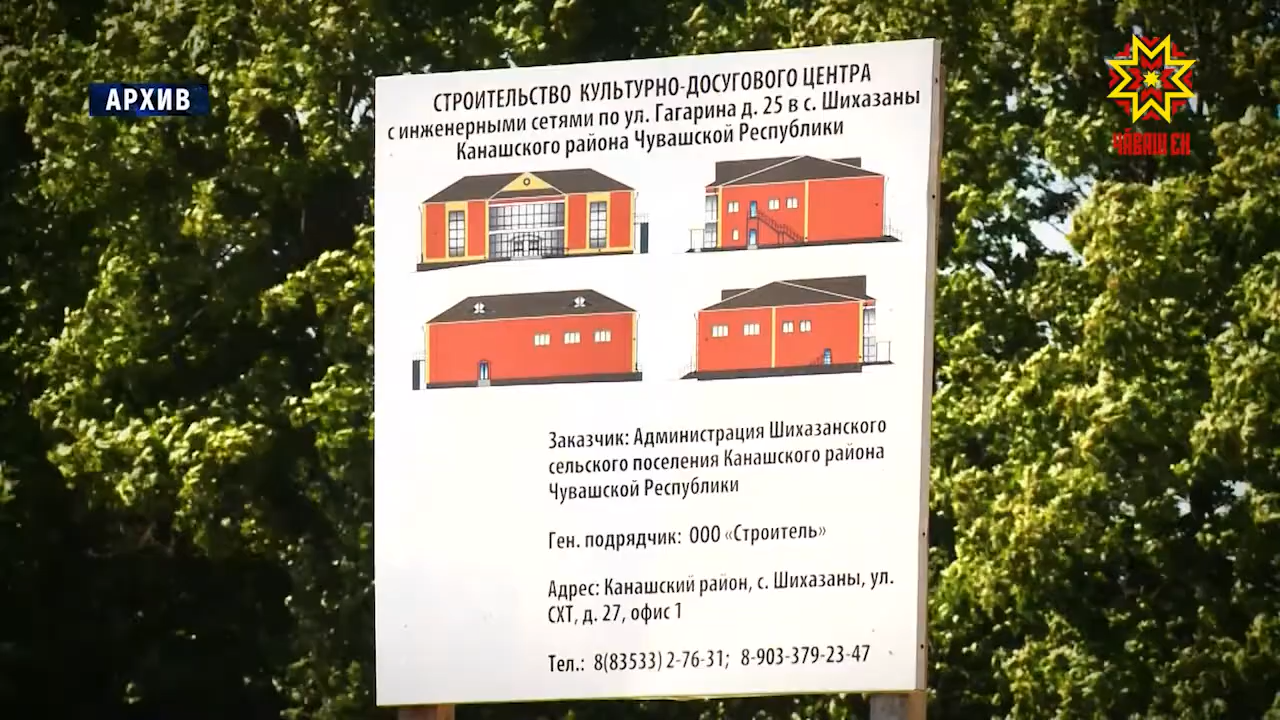 АРХИВ
ЧӐВАШ ЕН
СТРОИТЕЛЬСТВО КУЛЬТУРНО-ДОСУГОВОГО ЦЕНТРА
с инженерными сетями по ул. Гагарина д. 25 в с. Шихазаны
Канашского района Чувашской Республики
Заказчик: Администрация Шихазанского
сельского поселения Канашского района
Чувашской Республики
Ген. подрядчик: ООО «Строитель»
Адрес: Канашский район, с. Шихазаны, ул.
СХТ, д. 27, офис 1
Тел.: 8(83533) 2-76-31; 8-903-379-23-47